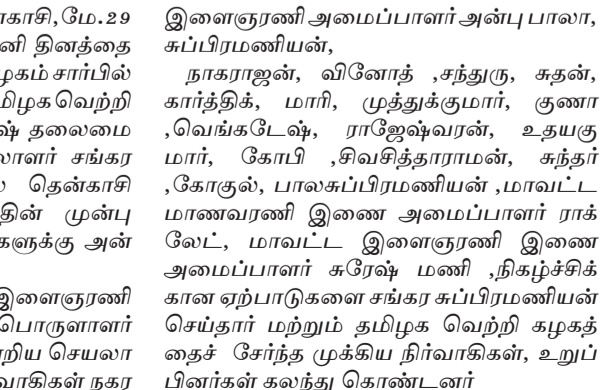 காசி, மே.29
னி தினத்தை
ழகம் சார்பில்
மிழக வெற்றி
ஷ் தலைமை
ளாளர் சங்கர
தென்காசி
தின் முன்பு
களுக்கு அன்
இளைஞரணி
பொருளாளர்
றிய செயலா
வாகிகள் நகர
இளைஞரணி அமைப்பாளர் அன்பு பாலா,
சுப்பிரமணியன்,
நாகராஜன், வினோத் ,சந்துரு, சுதன்,
கார்த்திக், மாரி, முத்துக்குமார், குணா
,வெங்கடேஷ், ராஜேஷ்வரன், உதயகு
மார், கோபி ,சிவசித்தாராமன், சுந்தர்
,கோகுல், பாலசுப்பிரமணியன் ,மாவட்ட
மாணவரணி இணை அமைப்பாளர் ராக்
லேட், மாவட்ட இளைஞரணி இணை
அமைப்பாளர் சுரேஷ் மணி ,நிகழ்ச்சிக்
கான ஏற்பாடுகளை சங்கர சுப்பிரமணியன்
செய்தார் மற்றும் தமிழக வெற்றி கழகத்
தைச் சேர்ந்த முக்கிய நிர்வாகிகள், உறுப்
பினர்கள் கலந்து கொண்டனர்